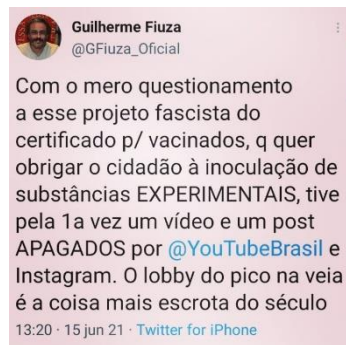 Guilherme Fiuza
@GFiuza_Oficial
Com o mero questionamento
a esse projeto fascista do
certificado p/ vacinados, q quer
obrigar o cidadão à inoculação de
substâncias EXPERIMENTAIS, tive
pela 1a vez um vídeo e um post
APAGADOS por @YouTubeBrasil e
Instagram. O lobby do pico na veia
é a coisa mais escrota do século
13:20 · 15 jun 21 · Twitter for iPhone